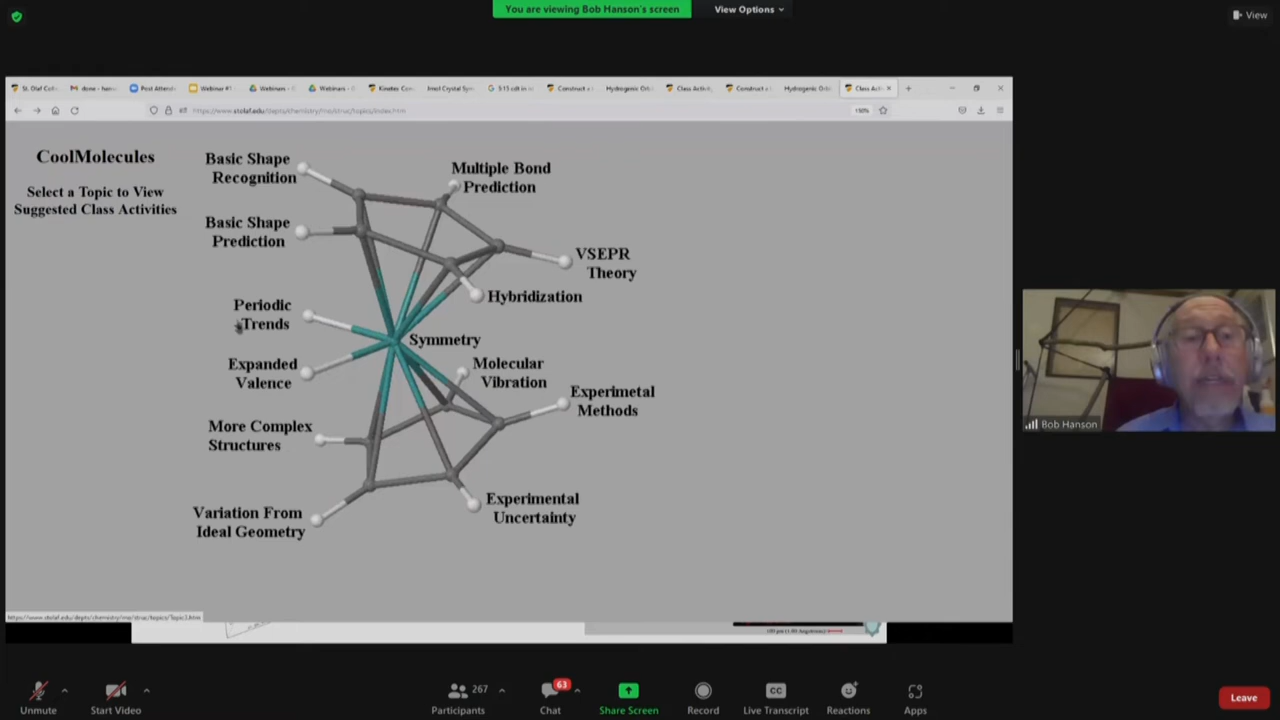 You are viewing Bob Hanson's screen
View Options
View
Class Acti
150%
CoolMolecules
Select a Topic to View
Suggested Class Activities
Basic Shape
Recognition
Multiple Bond
Prediction
Basic Shape
Prediction
VSEPR
Theory
Hybridization
Periodic
Trends
Symmetry
Expanded
Valence
Molecular
Vibration
Experimetal
Methods
More Complex
Structures
Variation From
Ideal Geometry
Experimental
Uncertainty
Bob Hanson
Unmute
Start Video
267
Participants
63
Chat
Share Screen
Record
CC
Live Transcript
Reactions
Apps
Leave